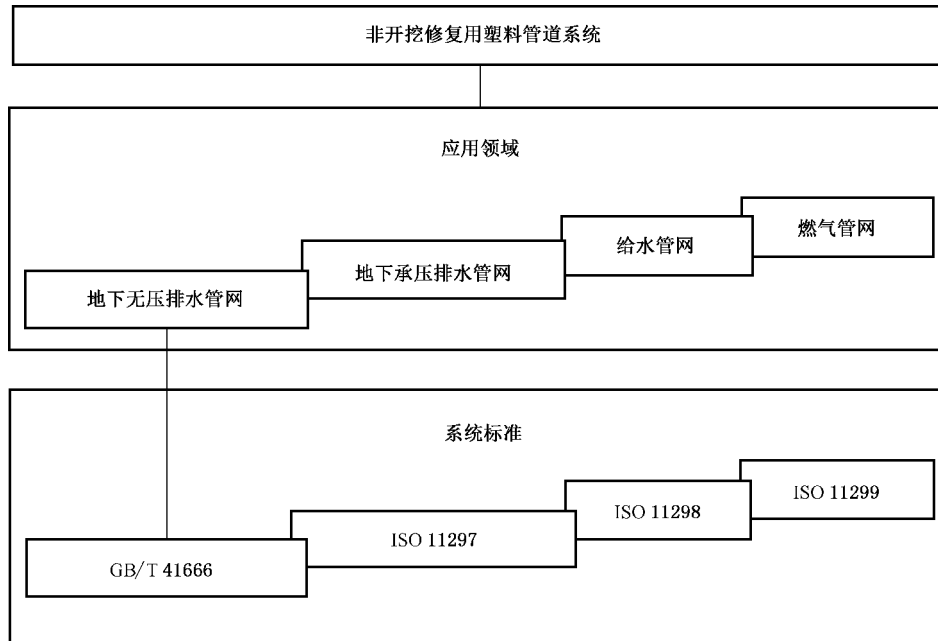 非开挖修复用塑料管道系统
应用领域
燃气管网
给水管网
地下承压排水管网
地下无压排水管网
系统标准
ISO 11299
ISO 11298
ISO 11297
GB/T 41666